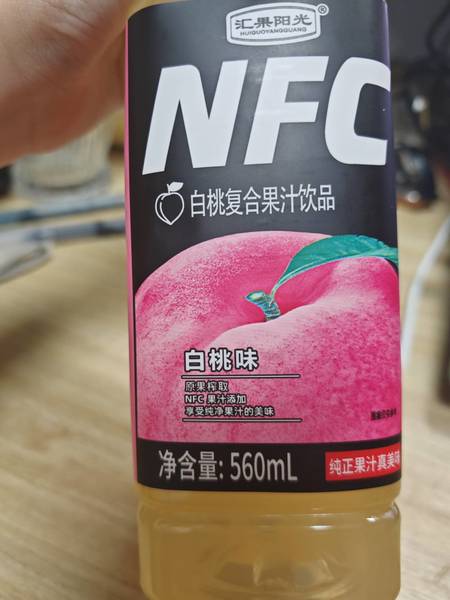 汇果阳光®
HUIGUOYANGGUANG
NFC
白桃复合果汁饮品
白桃味
原果榨取
NFC 果汁添加
享受纯净果汁的美味
净含量: 560mL
纯正果汁真美味